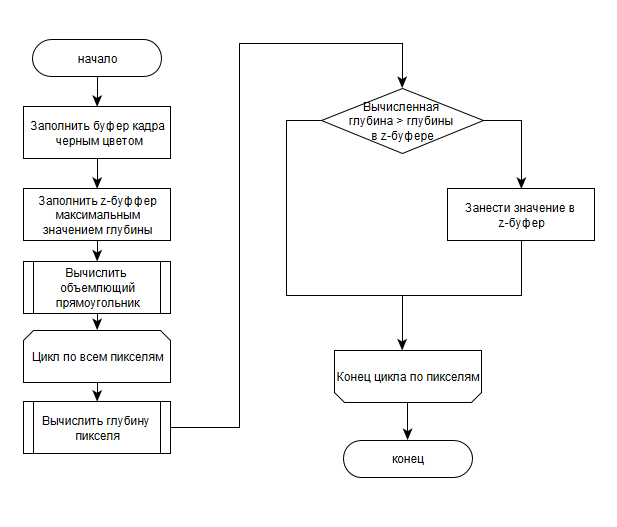 начало
Заполнить буфер кадра
черным цветом
Заполнить z-буффер
максимальным
значением глубины
Вычислить
объемлющий
прямоугольник
Цикл по всем пикселям
Вычислить глубину
пикселя
Вычисленная
глубина > глубины
в z-буфере
Занести значение в
z-буфер
Конец цикла по пикселям
конец